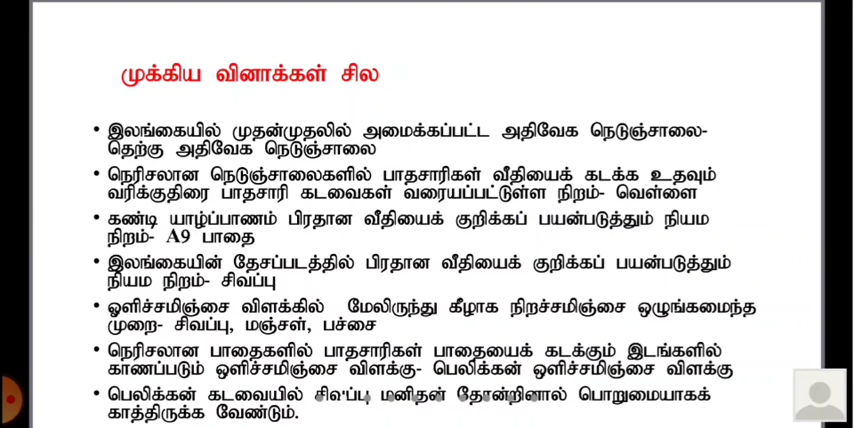 முக்கிய வினாக்கள் சில
• இலங்கையில் முதன்முதலில் அமைக்கப்பட்ட அதிவேக நெடுஞ்சாலை-
தெற்கு அதிவேக நெடுஞ்சாலை
• நெரிசலான நெடுஞ்சாலைகளில் பாதசாரிகள் வீதியைக் கடக்க உதவும்
வரிக்குதிரை பாதசாரி கடவைகள் வரையப்பட்டுள்ள நிறம்- வெள்ளை
• கண்டி யாழ்ப்பாணம் பிரதான வீதியைக் குறிக்கப் பயன்படுத்தும் நியம
நிறம்- A9 பாதை
• இலங்கையின் தேசப்படத்தில் பிரதான வீதியைக் குறிக்கப் பயன்படுத்தும்
நியம நிறம்- சிவப்பு
• ஓளிச்சமிஞ்சை விளக்கில் மேலிருந்து கீழாக நிறச்சமிஞ்சை ஒழுங்கமைந்த
முறை- சிவப்பு, மஞ்சள், பச்சை
• நெரிசலான பாதைகளில் பாதசாரிகள் பாதையைக் கடக்கும் இடங்களில்
காணப்படும் ஒளிச்சமிஞ்சை விளக்கு- பெலிக்கன் ஒளிச்சமிஞ்சை விளக்கு
• பெலிக்கன் கடவையில் சிவப்பு மனிதன் தோன்றினால் பொறுமையாகக்
காத்திருக்க வேண்டும்.